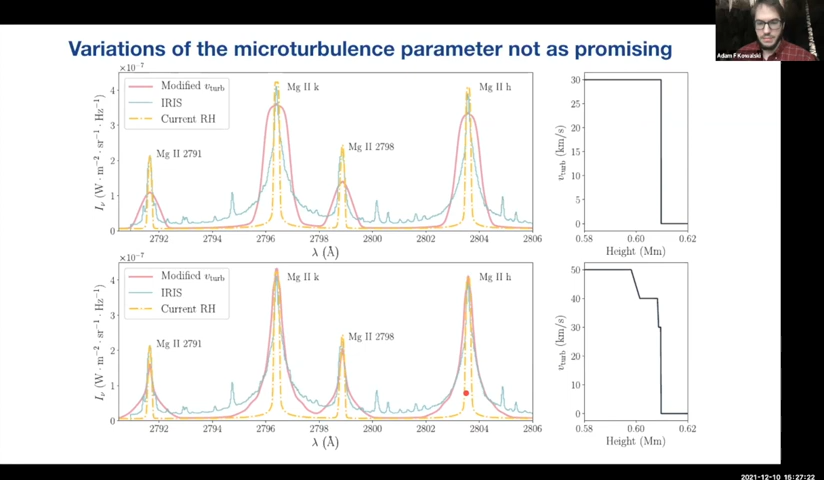 Variations of the microturbulence parameter not as promising
Adam F Kowalski
×10⁻⁷
Modified v_turb
IRIS
Current RH
Mg II 2791
Mg II k
Mg II 2798
Mg II h
I_ν (W · m⁻² · sr⁻¹ · Hz⁻¹)
4
3
2
1
0
2792 2794 2796 2798 2800 2802 2804 2806
λ (Å)
v_turb (km/s)
30
25
20
15
10
5
0
0.58 0.60 0.62
Height (Mm)
×10⁻⁷
Modified v_turb
IRIS
Current RH
Mg II 2791
Mg II k
Mg II 2798
Mg II h
I_ν (W · m⁻² · sr⁻¹ · Hz⁻¹)
4
3
2
1
0
2792 2794 2796 2798 2800 2802 2804 2806
λ (Å)
v_turb (km/s)
50
40
30
20
10
0
0.58 0.60 0.62
Height (Mm)
2021-12-10 16:27:22